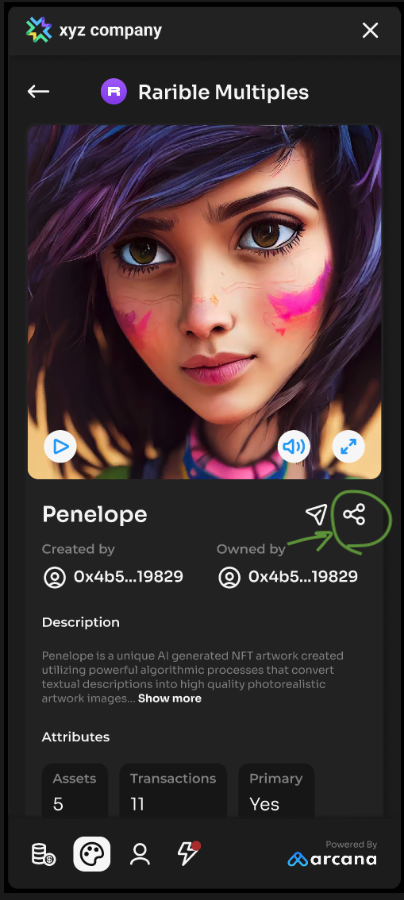 xyz company
Rarible Multiples
Penelope
Created by Owned by
0x4b5...19829 0x4b5...19829
Description
Penelope is a unique AI generated NFT artwork created
utilizing powerful algorithmic processes that convert
textual descriptions into high quality photorealistic
artwork images... Show more
Attributes
Assets Transactions Primary
5 11 Yes
Powered By
arcana